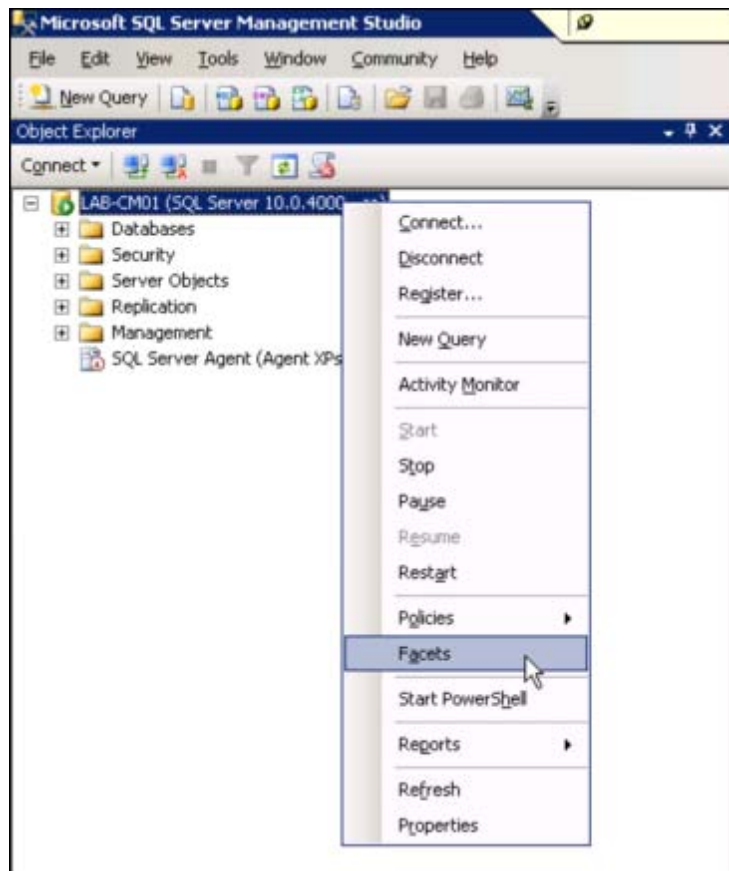 Microsoft SQL Server Management Studio
File Edit View Tools Window Community Help
New Query
Object Explorer
Connect
LAB-CM01 (SQL Server 10.0.4000
Databases
Security
Server Objects
Replication
Management
SQL Server Agent (Agent XPs
Connect...
Disconnect
Register...
New Query
Activity Monitor
Start
Stop
Pause
Resume
Restart
Policies
Facets
Start PowerShell
Reports
Refresh
Properties